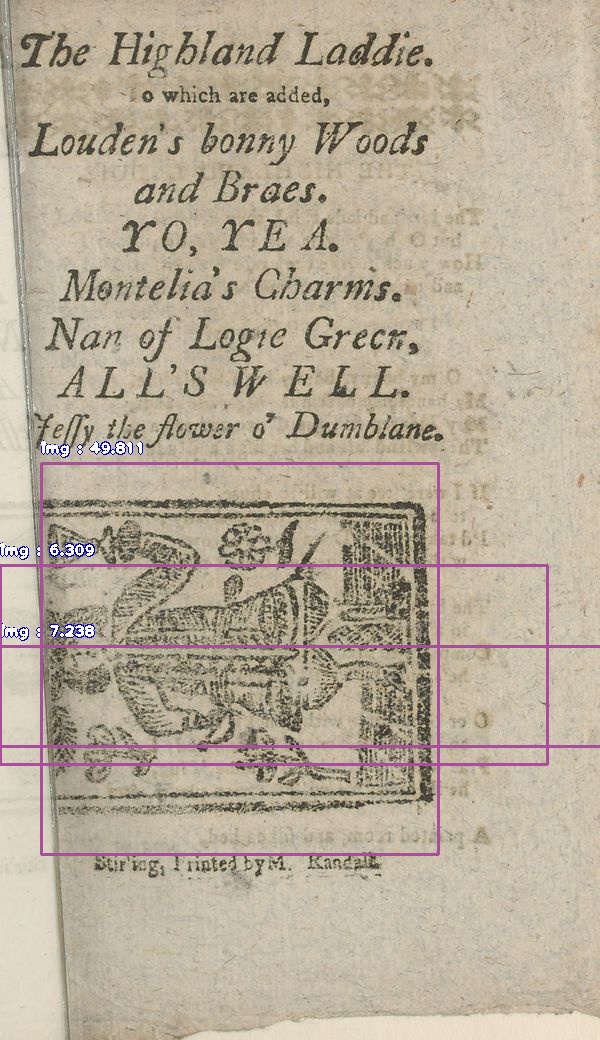 The Highland Laddie.
o which are added,
Louden's bonny Woods
and Braes.
YO, YEA.
Montelia's Charms.
Nan of Logie Green,
ALL'S WELL.
Jeſſy the flower o' Dumblane.
Img : 49.811
Img : 6.309
Img : 7.238
Stirling, Printed by M. Randall.